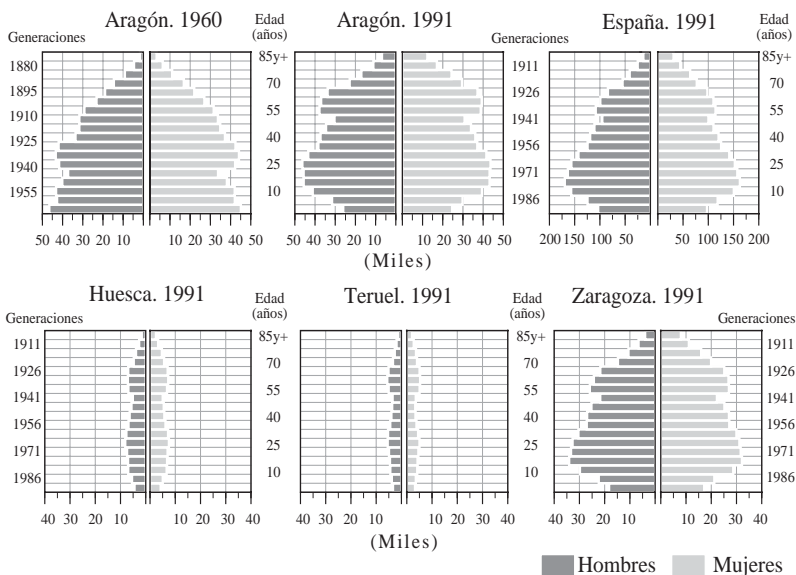 Aragón. 1960
Edad
(años)
Aragón. 1991
España. 1991
Edad
(años)
Generaciones
Generaciones
1880
1895
1910
1925
1940
1955
85y+
70
55
40
25
10
1911
1926
1941
1956
1971
1986
85y+
70
55
40
25
10
50 40 30 20 10
10 20 30 40 50
50 40 30 20 10
10 20 30 40 50
200 150 100 50
50 100 150 200
(Miles)
Huesca. 1991
Edad
(años)
Teruel. 1991
Edad
(años)
Zaragoza. 1991
Generaciones
Generaciones
1911
1926
1941
1956
1971
1986
85y+
70
55
40
25
10
85y+
70
55
40
25
10
1911
1926
1941
1956
1971
1986
40 30 20 10
10 20 30 40
40 30 20 10
10 20 30 40
40 30 20 10
10 20 30 40
(Miles)
Hombres Mujeres